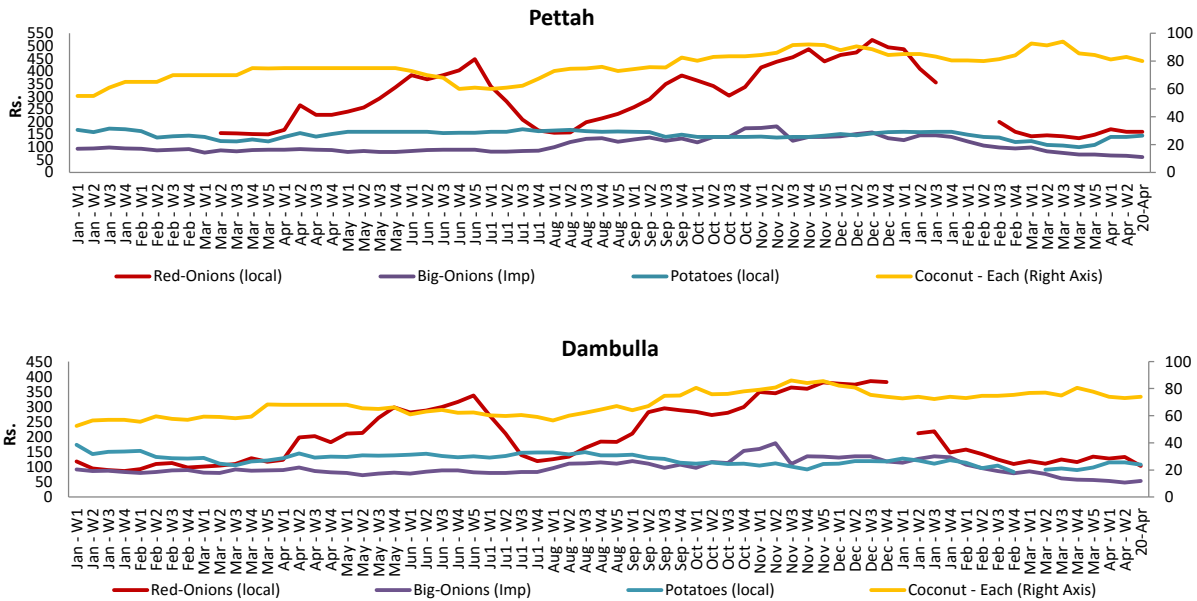 Pettah
550
500
450
400
350
300
250
200
150
100
50
0
Rs.
100
80
60
40
20
0
Jan - W1
Jan - W2
Jan - W3
Jan - W4
Feb - W1
Feb - W2
Feb - W3
Feb - W4
Mar - W1
Mar - W2
Mar - W3
Mar - W4
Mar - W5
Apr - W1
Apr - W2
Apr - W3
Apr - W4
May - W1
May - W2
May - W3
May - W4
Jun - W1
Jun - W2
Jun - W3
Jun - W4
Jun - W5
Ju1 - W1
Ju1 - W2
Ju1 - W3
Ju1 - W4
Aug - W1
Aug - W2
Aug - W3
Aug - W4
Aug - W5
Sep - W1
Sep - W2
Sep - W3
Sep - W4
Oct - W1
Oct - W2
Oct - W3
Oct - W4
Nov - W1
Nov - W2
Nov - W3
Nov - W4
Nov - W5
Dec - W1
Dec - W2
Dec - W3
Dec - W4
Jan - W1
Jan - W2
Jan - W3
Jan - W4
Feb - W1
Feb - W2
Feb - W3
Feb - W4
Mar - W1
Mar - W2
Mar - W3
Mar - W4
Mar - W5
Apr - W1
Apr - W2
20-Apr
Red-Onions (local) Big-Onions (Imp) Potatoes (local) Coconut - Each (Right Axis)
Dambulla
450
400
350
300
250
200
150
100
50
0
Rs.
100
80
60
40
20
0
Jan - W1
Jan - W2
Jan - W3
Jan - W4
Feb - W1
Feb - W2
Feb - W3
Feb - W4
Mar - W1
Mar - W2
Mar - W3
Mar - W4
Mar - W5
Apr - W1
Apr - W2
Apr - W3
Apr - W4
May - W1
May - W2
May - W3
May - W4
Jun - W1
Jun - W2
Jun - W3
Jun - W4
Jun - W5
Ju1 - W1
Ju1 - W2
Ju1 - W3
Ju1 - W4
Aug - W1
Aug - W2
Aug - W3
Aug - W4
Aug - W5
Sep - W1
Sep - W2
Sep - W3
Sep - W4
Oct - W1
Oct - W2
Oct - W3
Oct - W4
Nov - W1
Nov - W2
Nov - W3
Nov - W4
Nov - W5
Dec - W1
Dec - W2
Dec - W3
Dec - W4
Jan - W1
Jan - W2
Jan - W3
Jan - W4
Feb - W1
Feb - W2
Feb - W3
Feb - W4
Mar - W1
Mar - W2
Mar - W3
Mar - W4
Mar - W5
Apr - W1
Apr - W2
20-Apr
Red-Onions (local) Big-Onions (Imp) Potatoes (local) Coconut - Each (Right Axis)